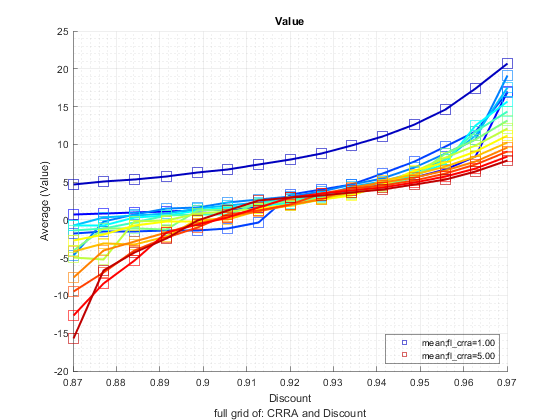 Value
25
20
15
10
5
0
-5
-10
-15
-20
Average (Value)
mean;fl_crra=1.00
mean;fl_crra=5.00
0.87 0.88 0.89 0.9 0.91 0.92 0.93 0.94 0.95 0.96 0.97
Discount
full grid of: CRRA and Discount